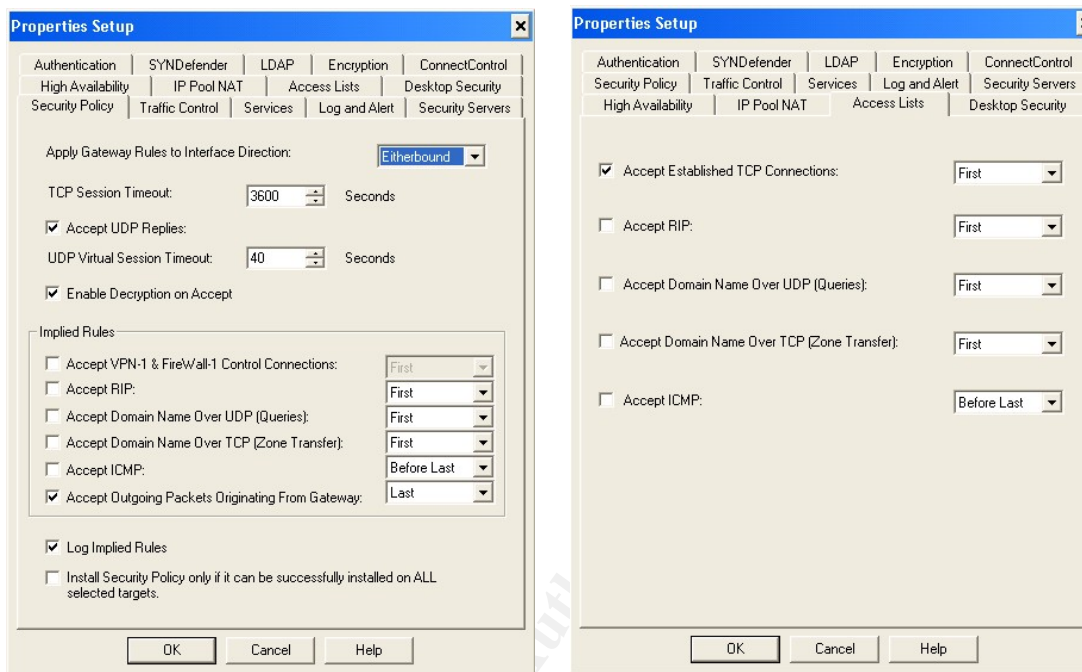 Properties Setup
Authentication SYNDefender LDAP Encryption ConnectControl
High Availability IP Pool NAT Access Lists Desktop Security
Security Policy Traffic Control Services Log and Alert Security Servers
Apply Gateway Rules to Interface Direction: Eitherbound
TCP Session Timeout: 3600 Seconds
Accept UDP Replies:
UDP Virtual Session Timeout: 40 Seconds
Enable Decryption on Accept
Implied Rules
Accept VPN-1 & FireWall-1 Control Connections: First
Accept RIP: First
Accept Domain Name Over UDP (Queries): First
Accept Domain Name Over TCP (Zone Transfer): First
Accept ICMP: Before Last
Accept Outgoing Packets Originating From Gateway: Last
Log Implied Rules
Install Security Policy only if it can be successfully installed on ALL
selected targets.
OK Cancel Help
Properties Setup
Authentication SYNDefender LDAP Encryption ConnectControl
Security Policy Traffic Control Services Log and Alert Security Servers
High Availability IP Pool NAT Access Lists Desktop Security
Accept Established TCP Connections: First
Accept RIP: First
Accept Domain Name Over UDP (Queries): First
Accept Domain Name Over TCP (Zone Transfer): First
Accept ICMP: Before Last
OK Cancel Help